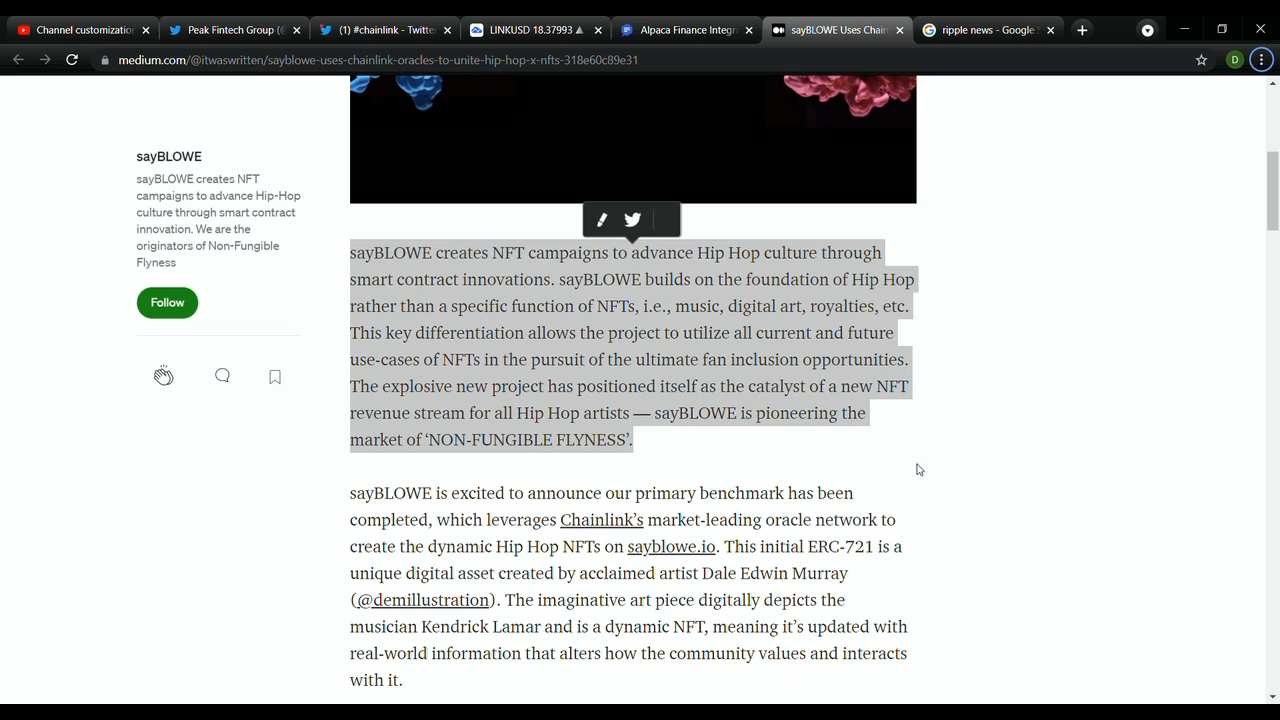 Channel customizatio
Peak Fintech Group (@
(1) #chainlink - Twitte
LINKUSD 18.37993 ▲
Alpaca Finance Integr
sayBLOWE Uses Chain
ripple news - Google S
medium.com/@itwaswritten/sayblowe-uses-chainlink-oracles-to-unite-hip-hop-x-nfts-318e60c89e31
D
sayBLOWE
sayBLOWE creates NFT
campaigns to advance Hip-Hop
culture through smart contract
innovation. We are the
originators of Non-Fungible
Flyness
Follow
sayBLOWE creates NFT campaigns to advance Hip Hop culture through
smart contract innovations. sayBLOWE builds on the foundation of Hip Hop
rather than a specific function of NFTs, i.e., music, digital art, royalties, etc.
This key differentiation allows the project to utilize all current and future
use-cases of NFTs in the pursuit of the ultimate fan inclusion opportunities.
The explosive new project has positioned itself as the catalyst of a new NFT
revenue stream for all Hip Hop artists — sayBLOWE is pioneering the
market of ‘NON-FUNGIBLE FLYNESS’.
sayBLOWE is excited to announce our primary benchmark has been
completed, which leverages Chainlink’s market-leading oracle network to
create the dynamic Hip Hop NFTs on sayblowe.io. This initial ERC-721 is a
unique digital asset created by acclaimed artist Dale Edwin Murray
(@demillustration). The imaginative art piece digitally depicts the
musician Kendrick Lamar and is a dynamic NFT, meaning it’s updated with
real-world information that alters how the community values and interacts
with it.